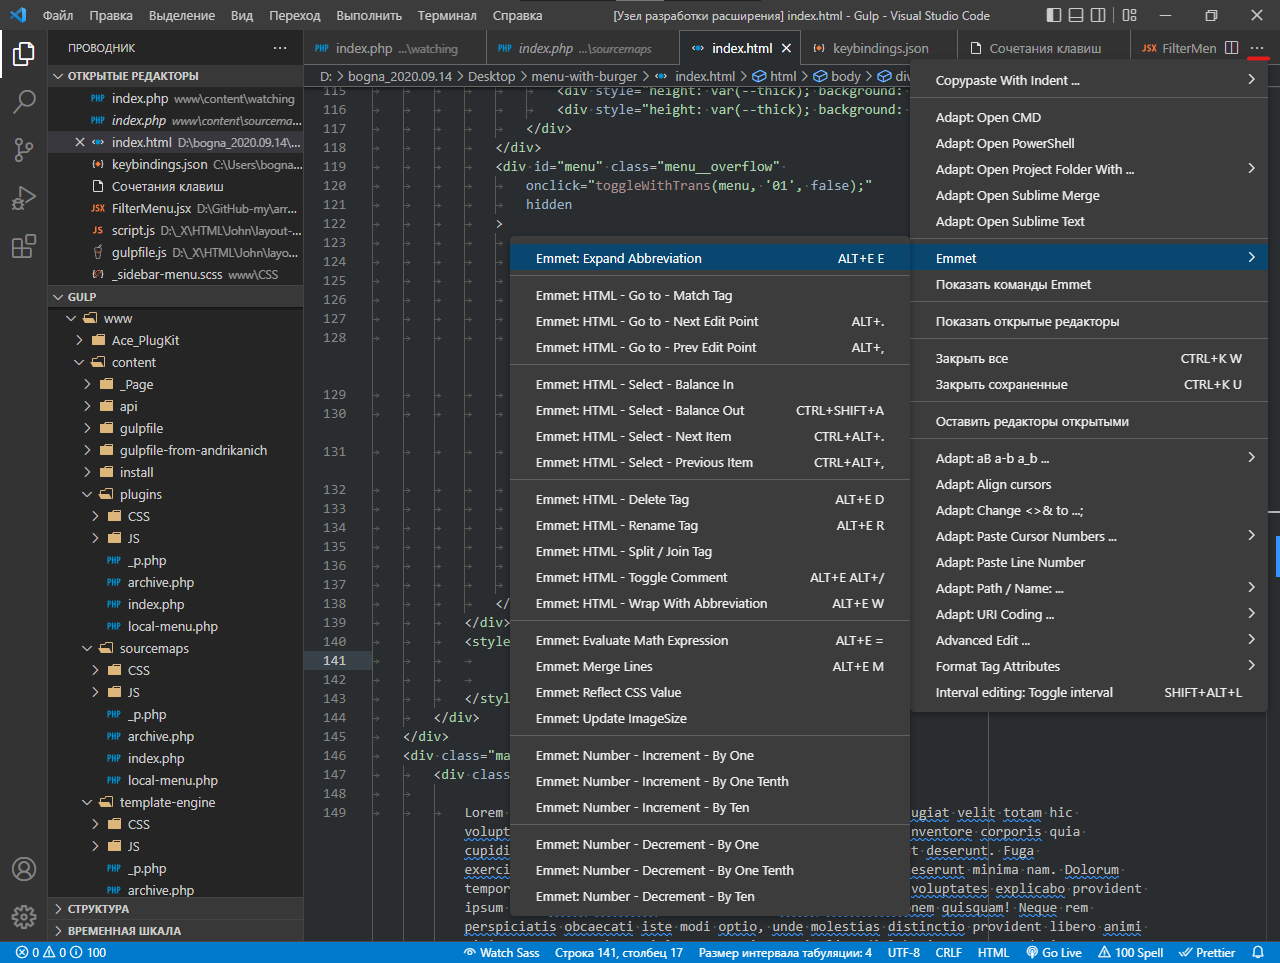 Файл Правка Выделение Вид Переход Выполнить Терминал Справка [Узел разработки расширения] index.html - Gulp - Visual Studio Code
ПРОВОДНИК
index.php ...\watching
index.php ...\sourcemaps
index.html
keybindings.json
Сочетания клавиш
FilterMen
D: > bogna_2020.09.14 > Desktop > menu-with-burger > index.html > html > body > div
ОТКРЫТЫЕ РЕДАКТОРЫ
index.php www\content\watching
index.php www\content\sourcema...
index.html D:\bogna_2020.09.14\...
keybindings.json C:\Users\bogna...
Сочетания клавиш
FilterMenu.jsx D:\GitHub-my\arr...
script.js D:\_X\HTML\John\layout-...
gulpfile.js D:\_X\HTML\John\layo...
_sidebar-menu.scss www\CSS
GULP
www
Ace_PlugKit
content
_Page
api
gulpfile
gulpfile-from-andrikanich
install
plugins
CSS
JS
_p.php
archive.php
index.php
local-menu.php
sourcemaps
CSS
JS
_p.php
archive.php
index.php
local-menu.php
template-engine
CSS
JS
_p.php
archive.php
СТРУКТУРА
ВРЕМЕННАЯ ШКАЛА
115 <div style="height: var(--thick); background:
116 <div style="height: var(--thick); background:
117 </div>
118 </div>
119 <div id="menu" class="menu__overflow"
120 onclick="toggleWithTrans(menu, '01', false);"
121 hidden
122 >
123
124
125
126
127
128
129
130
131
132
133
134
135
136
137
138 </
139 </div>
140 <style
141
142
143 </styl
144 </div>
145 </div>
146 <div class="ma
147 <div class
148
149 Lorem ugiat velit totam hic
volupt nventore corporis quia
cupidi t deserunt. Fuga
exerci eserunt minima nam. Dolorum
tempor voluptates explicabo provident
ipsum onem quisquam! Neque rem
perspiciatis obcaecati iste modi optio, unde molestias distinctio provident libero animi
Emmet: Expand Abbreviation ALT+E E
Emmet: HTML - Go to - Match Tag
Emmet: HTML - Go to - Next Edit Point ALT+.
Emmet: HTML - Go to - Prev Edit Point ALT+,
Emmet: HTML - Select - Balance In
Emmet: HTML - Select - Balance Out CTRL+SHIFT+A
Emmet: HTML - Select - Next Item CTRL+ALT+.
Emmet: HTML - Select - Previous Item CTRL+ALT+,
Emmet: HTML - Delete Tag ALT+E D
Emmet: HTML - Rename Tag ALT+E R
Emmet: HTML - Split / Join Tag
Emmet: HTML - Toggle Comment ALT+E ALT+/
Emmet: HTML - Wrap With Abbreviation ALT+E W
Emmet: Evaluate Math Expression ALT+E =
Emmet: Merge Lines ALT+E M
Emmet: Reflect CSS Value
Emmet: Update ImageSize
Emmet: Number - Increment - By One
Emmet: Number - Increment - By One Tenth
Emmet: Number - Increment - By Ten
Emmet: Number - Decrement - By One
Emmet: Number - Decrement - By One Tenth
Emmet: Number - Decrement - By Ten
Copypaste With Indent ...
Adapt: Open CMD
Adapt: Open PowerShell
Adapt: Open Project Folder With ...
Adapt: Open Sublime Merge
Adapt: Open Sublime Text
Emmet
Показать команды Emmet
Показать открытые редакторы
Закрыть все CTRL+K W
Закрыть сохраненные CTRL+K U
Оставить редакторы открытыми
Adapt: aB a-b a_b ...
Adapt: Align cursors
Adapt: Change <>& to ...;
Adapt: Paste Cursor Numbers ...
Adapt: Paste Line Number
Adapt: Path / Name: ...
Adapt: URI Coding ...
Advanced Edit ...
Format Tag Attributes
Interval editing: Toggle interval SHIFT+ALT+L
0 0 100 Watch Sass Строка 141, столбец 17 Размер интервала табуляции: 4 UTF-8 CRLF HTML Go Live 100 Spell Prettier